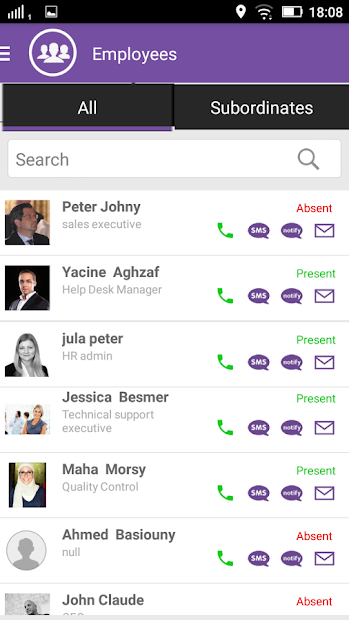 1 18:08
Employees
All Subordinates
Search
Peter Johny Absent
sales executive
SMS notify
Yacine Aghzaf Present
Help Desk Manager
SMS notify
jula peter Present
HR admin
SMS notify
Jessica Besmer Present
Technical support
executive
SMS notify
Maha Morsy Present
Quality Control
SMS notify
Ahmed Basiouny Absent
null
SMS notify
John Claude Absent